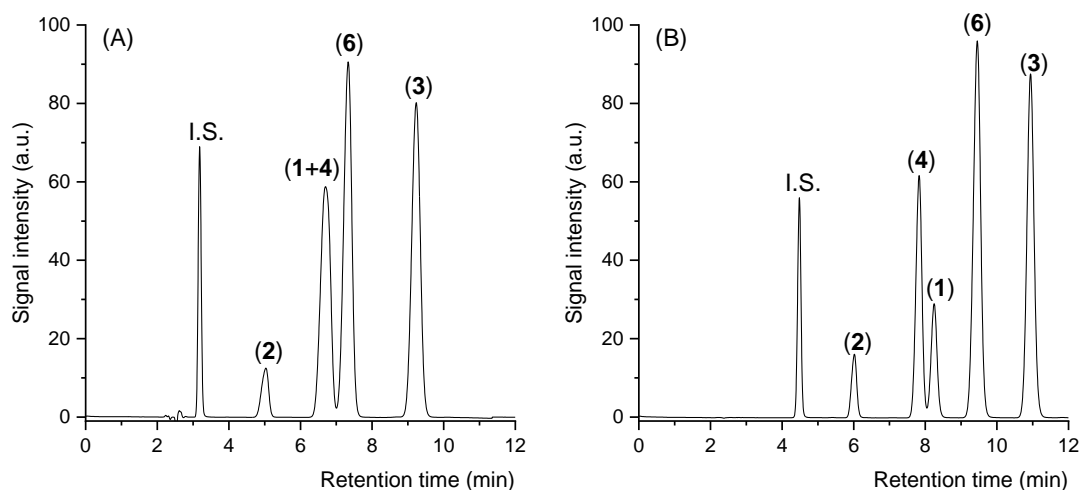 (A)
Signal intensity (a.u.)
100
80
60
40
20
0
I.S.
(2)
(1+4)
(6)
(3)
0 2 4 6 8 10 12
Retention time (min)
(B)
Signal intensity (a.u.)
100
80
60
40
20
0
I.S.
(2)
(4)
(1)
(6)
(3)
0 2 4 6 8 10 12
Retention time (min)